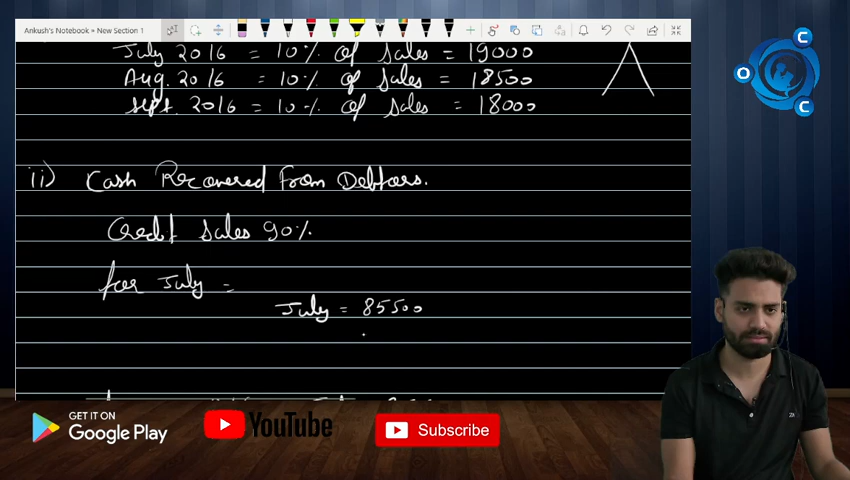 Ankush's Notebook » New Section 1
July 2016 = 10% of Sales = 19000
Aug. 2016 = 10% of Sales = 18500
Sept. 2016 = 10% of Sales = 18000
ii) Cash Recovered from Debtors.
Credit Sales 90%
for July =
July = 85500
C
O
C
GET IT ON
Google Play
YouTube
Subscribe